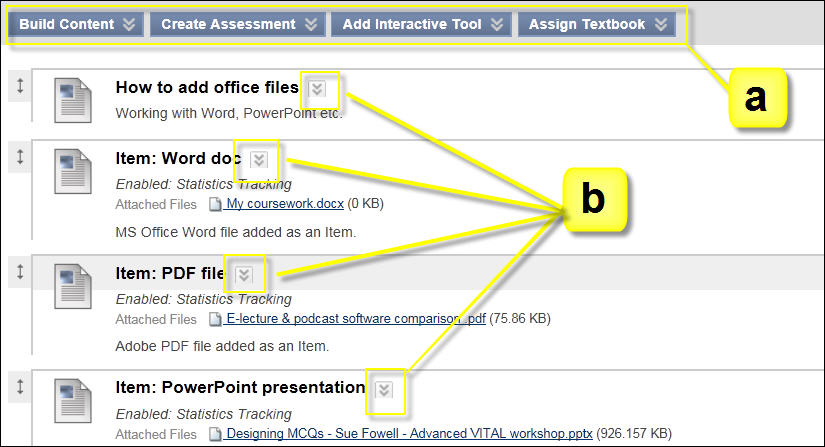 Build Content Create Assessment Add Interactive Tool Assign Textbook
a
How to add office files
Working with Word, PowerPoint etc.
Item: Word doc
Enabled: Statistics Tracking
Attached Files My coursework.docx (0 KB)
MS Office Word file added as an Item.
b
Item: PDF file
Enabled: Statistics Tracking
Attached Files E-lecture & podcast software comparison .pdf (75.86 KB)
Adobe PDF file added as an Item.
Item: PowerPoint presentation
Enabled: Statistics Tracking
Attached Files Designing MCQs - Sue Fowell - Advanced VITAL workshop.pptx (926.157 KB)